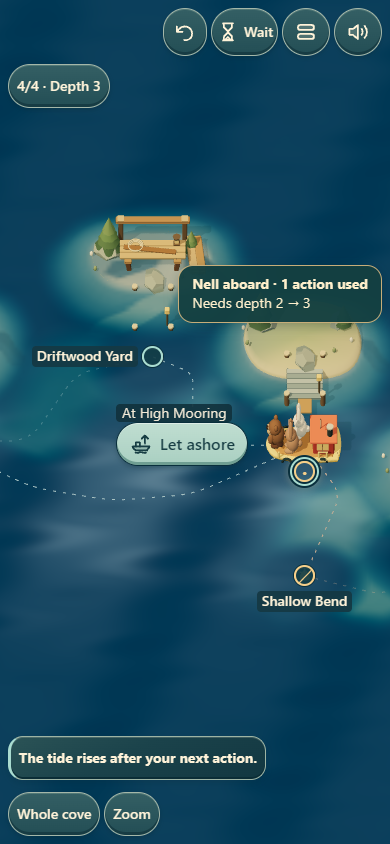 Wait
4/4 · Depth 3
Nell aboard · 1 action used
Needs depth 2 → 3
Driftwood Yard
At High Mooring
Let ashore
Shallow Bend
The tide rises after your next action.
Whole cove
Zoom